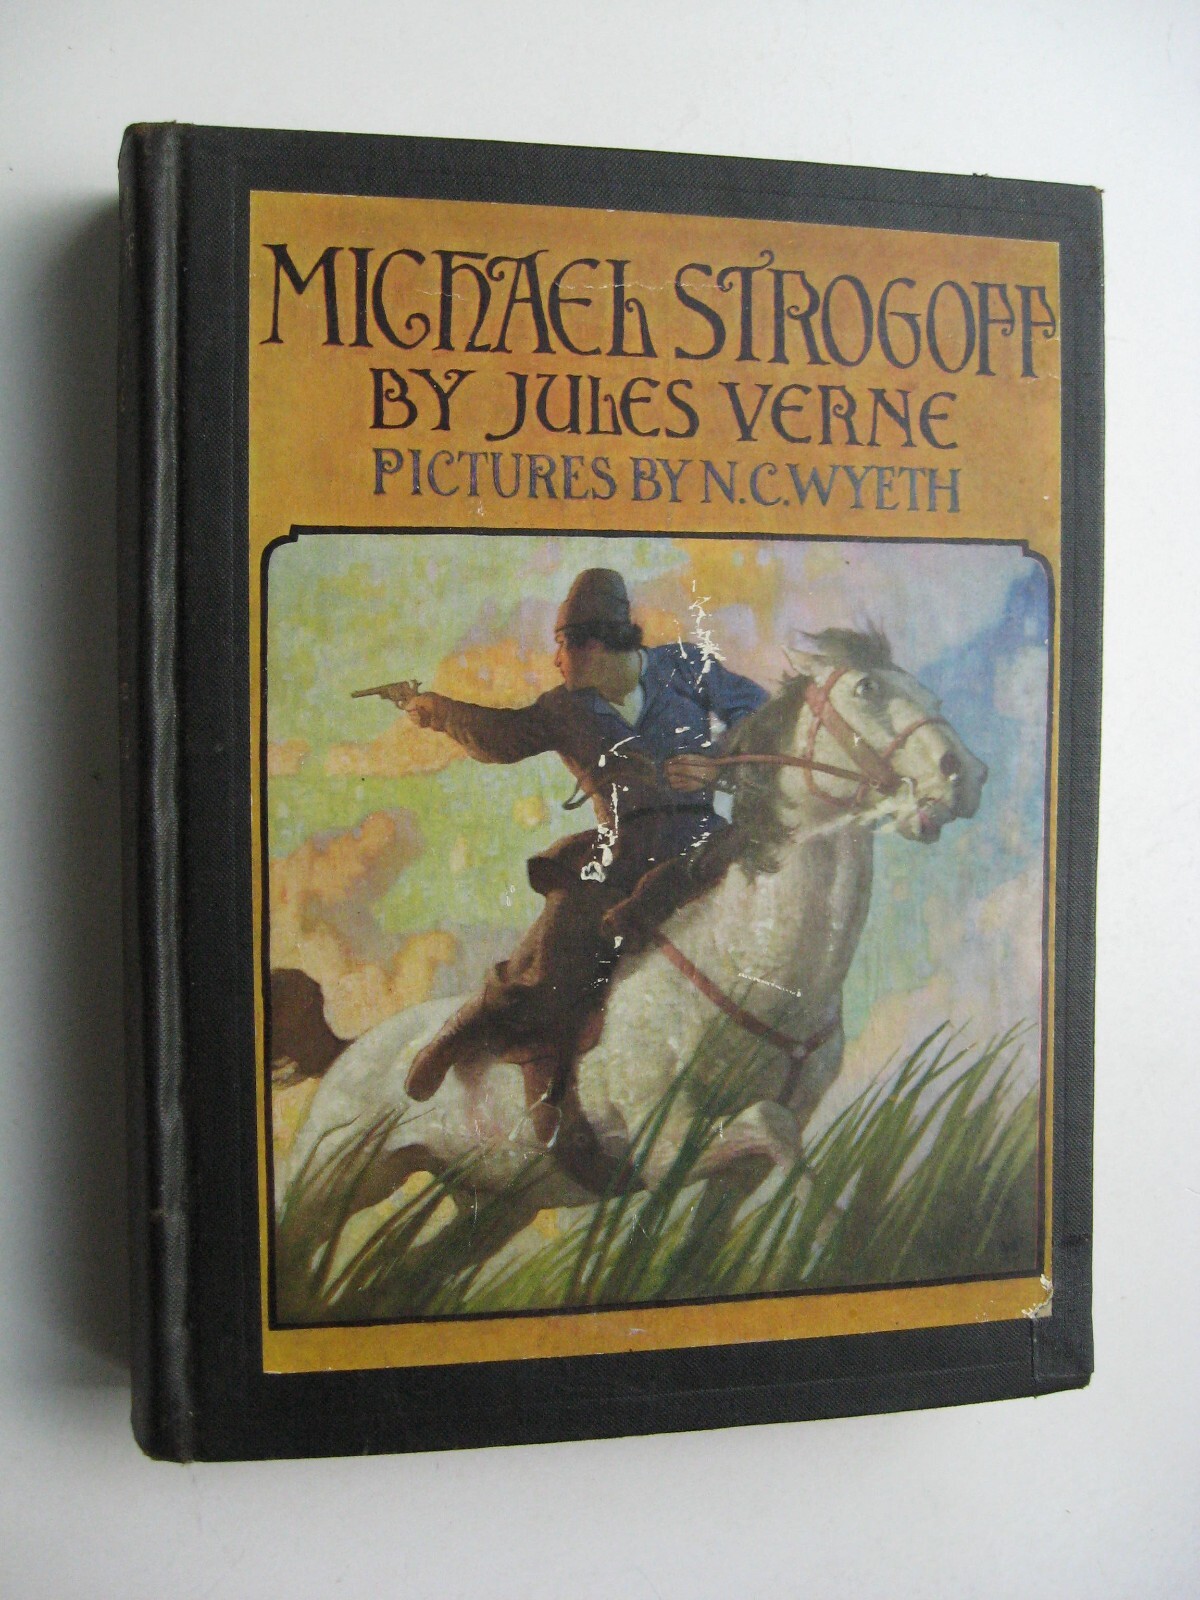 MICHAEL STROGOFF
BY JULES VERNE
PICTURES BY N.C. WYETH